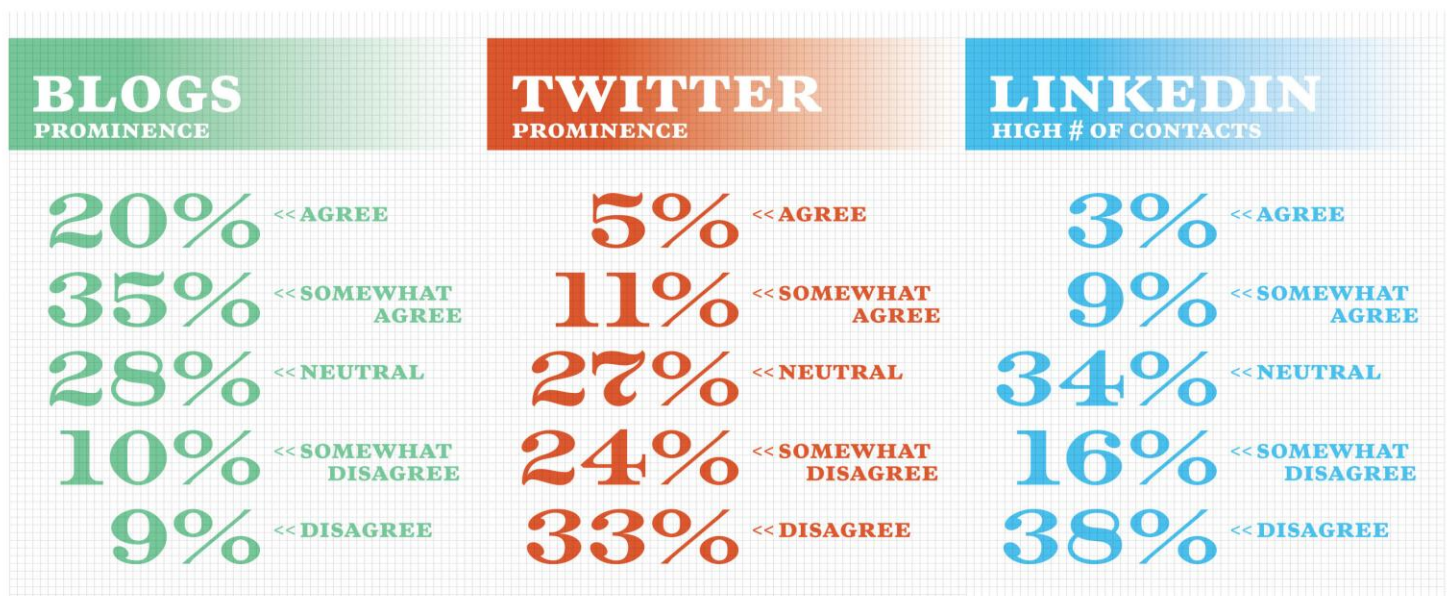 BLOGS
PROMINENCE
20% << AGREE
35% << SOMEWHAT
AGREE
28% << NEUTRAL
10% << SOMEWHAT
DISAGREE
9% << DISAGREE
TWITTER
PROMINENCE
5% << AGREE
11% << SOMEWHAT
AGREE
27% << NEUTRAL
24% << SOMEWHAT
DISAGREE
33% << DISAGREE
LINKEDIN
HIGH # OF CONTACTS
3% << AGREE
9% << SOMEWHAT
AGREE
34% << NEUTRAL
16% << SOMEWHAT
DISAGREE
38% << DISAGREE